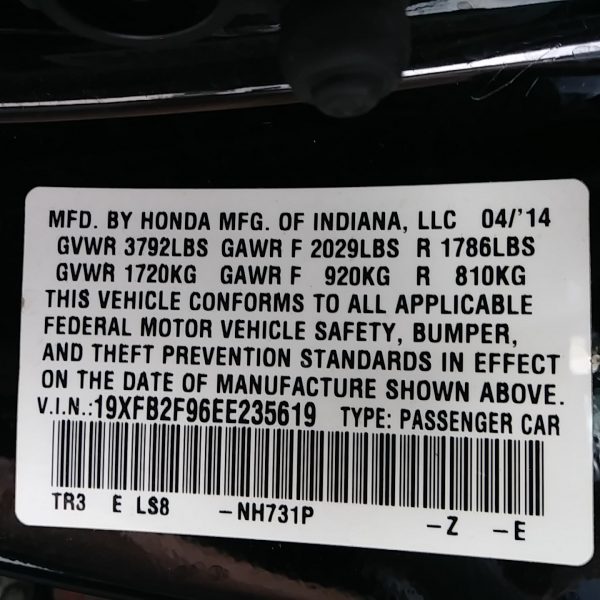 MFD. BY HONDA MFG. OF INDIANA, LLC 04/'14
GVWR 3792LBS GAWR F 2029LBS R 1786LBS
GVWR 1720KG GAWR F 920KG R 810KG
THIS VEHICLE CONFORMS TO ALL APPLICABLE
FEDERAL MOTOR VEHICLE SAFETY, BUMPER,
AND THEFT PREVENTION STANDARDS IN EFFECT
ON THE DATE OF MANUFACTURE SHOWN ABOVE.
V.I.N.:19XFB2F96EE235619 TYPE: PASSENGER CAR
TR3 E LS8 -NH731P -Z -E